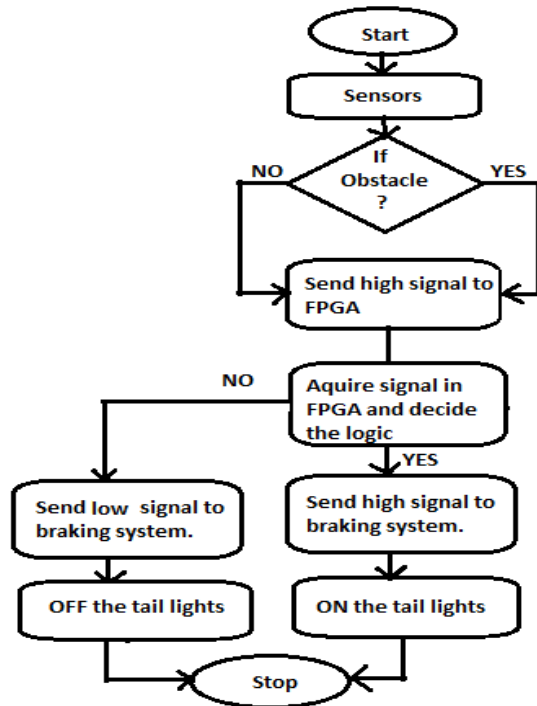 Start
Sensors
If
Obstacle
?
NO
YES
Send high signal to
FPGA
NO
Aquire signal in
FPGA and decide
the logic
YES
Send low signal to
braking system.
Send high signal to
braking system.
OFF the tail lights
ON the tail lights
Stop